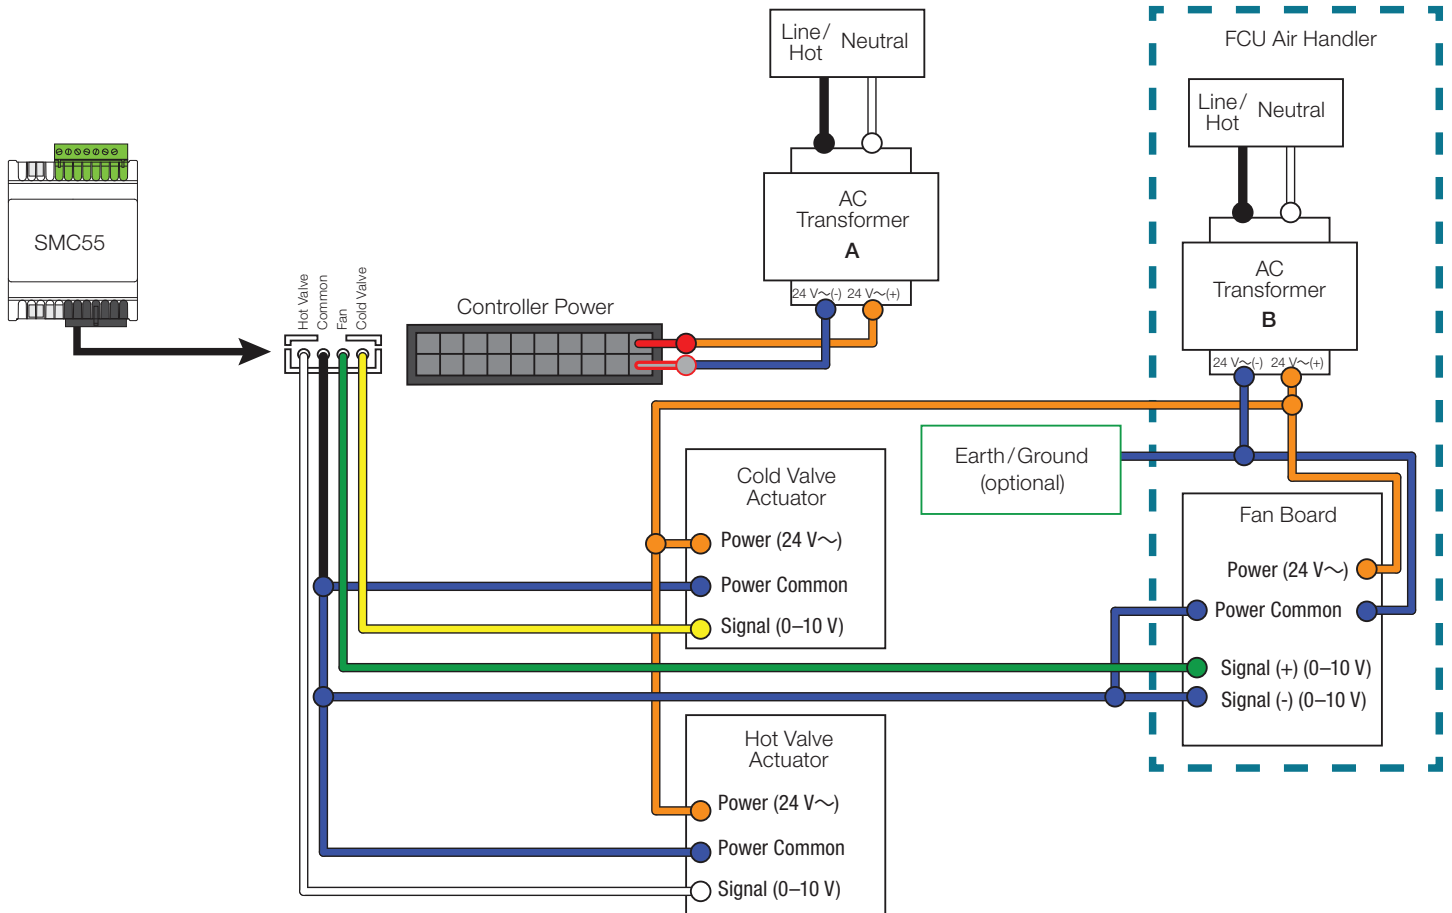 Line/ Neutral
Hot
FCU Air Handler
Line/ Neutral
Hot
SMC55
AC
Transformer
A
24 V～(-) 24 V～(+)
AC
Transformer
B
24 V～(-) 24 V～(+)
Hot Valve
Common
Fan
Cold Valve
Controller Power
Earth/Ground
(optional)
Cold Valve
Actuator
Power (24 V～)
Power Common
Signal (0–10 V)
Fan Board
Power (24 V～)
Power Common
Signal (+) (0–10 V)
Signal (-) (0–10 V)
Hot Valve
Actuator
Power (24 V～)
Power Common
Signal (0–10 V)